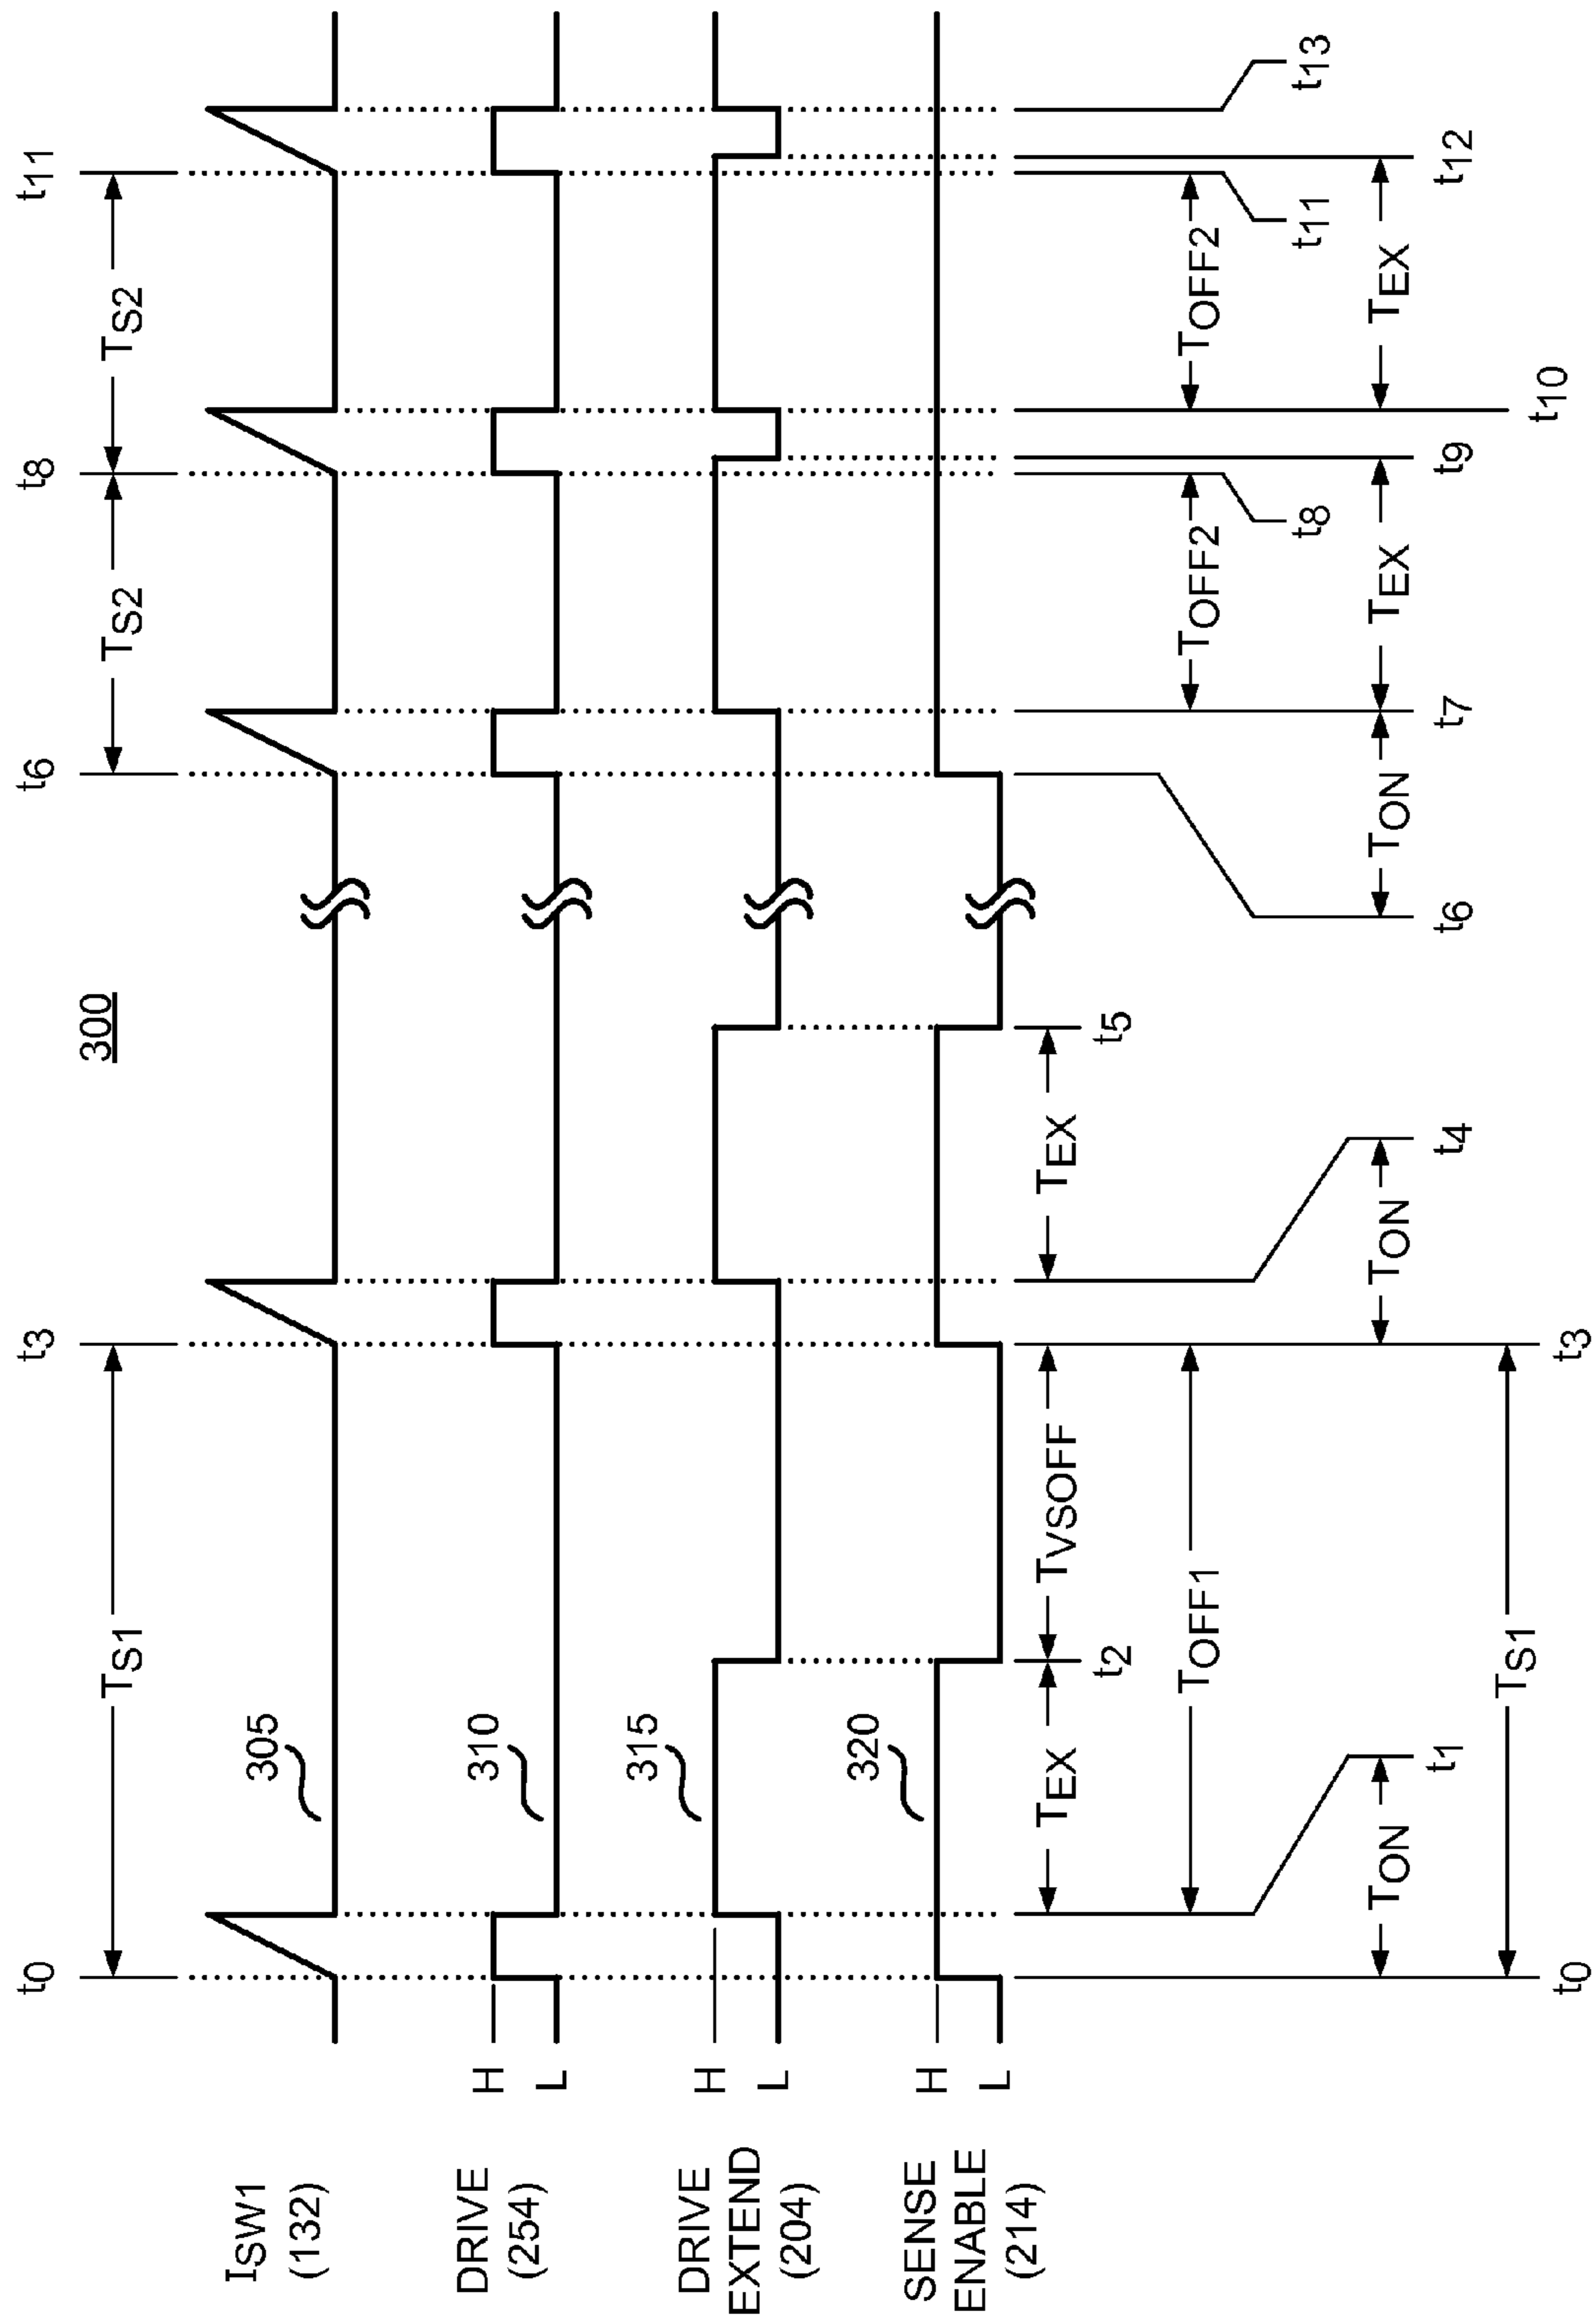 300
t0
t3
t6
t8
t11
TS1
TS2
TS2
ISW1
(132)
305
DRIVE
(254)
H
L
310
DRIVE
EXTEND
(204)
H
L
315
SENSE
ENABLE
(214)
H
L
320
TEX
TVSOFF
TEX
t2
t5
TOFF1
TOFF2
TOFF2
t8
t11
t13
TON
TON
TON
TEX
TEX
t1
t4
t6
t7
t9
t12
TS1
t10
t0
t3